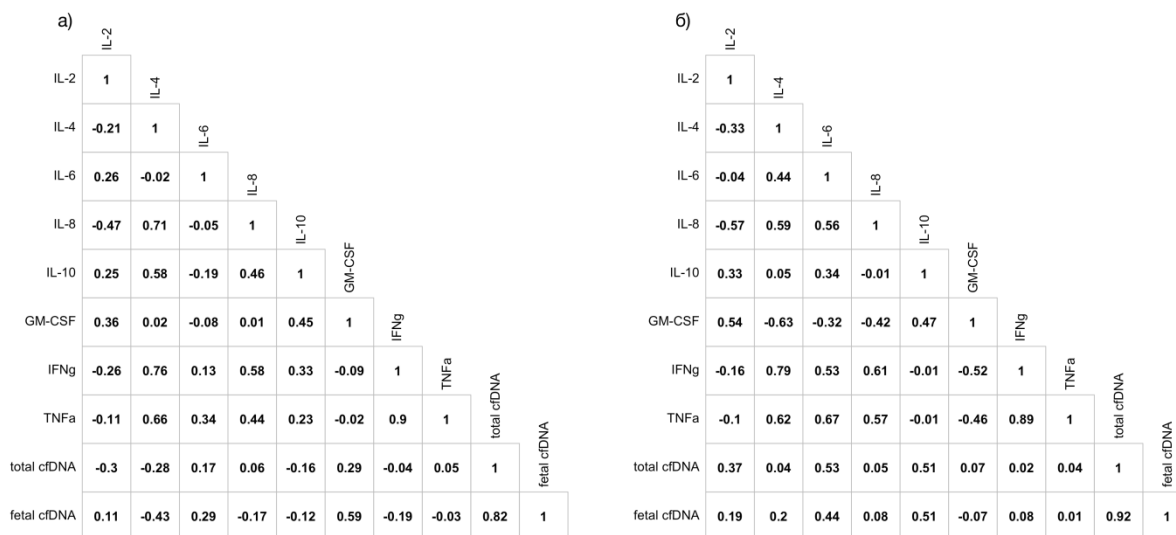 а)
IL-2
IL-2 1 IL-4
IL-4 -0.21 1 IL-6
IL-6 0.26 -0.02 1 IL-8
IL-8 -0.47 0.71 -0.05 1 IL-10
IL-10 0.25 0.58 -0.19 0.46 1 GM-CSF
GM-CSF 0.36 0.02 -0.08 0.01 0.45 1 IFNg
IFNg -0.26 0.76 0.13 0.58 0.33 -0.09 1 TNFa
TNFa -0.11 0.66 0.34 0.44 0.23 -0.02 0.9 1 total cfDNA
total cfDNA -0.3 -0.28 0.17 0.06 -0.16 0.29 -0.04 0.05 1 fetal cfDNA
fetal cfDNA 0.11 -0.43 0.29 -0.17 -0.12 0.59 -0.19 -0.03 0.82 1
б)
IL-2
IL-2 1 IL-4
IL-4 -0.33 1 IL-6
IL-6 -0.04 0.44 1 IL-8
IL-8 -0.57 0.59 0.56 1 IL-10
IL-10 0.33 0.05 0.34 -0.01 1 GM-CSF
GM-CSF 0.54 -0.63 -0.32 -0.42 0.47 1 IFNg
IFNg -0.16 0.79 0.53 0.61 -0.01 -0.52 1 TNFa
TNFa -0.1 0.62 0.67 0.57 -0.01 -0.46 0.89 1 total cfDNA
total cfDNA 0.37 0.04 0.53 0.05 0.51 0.07 0.02 0.04 1 fetal cfDNA
fetal cfDNA 0.19 0.2 0.44 0.08 0.51 -0.07 0.08 0.01 0.92 1